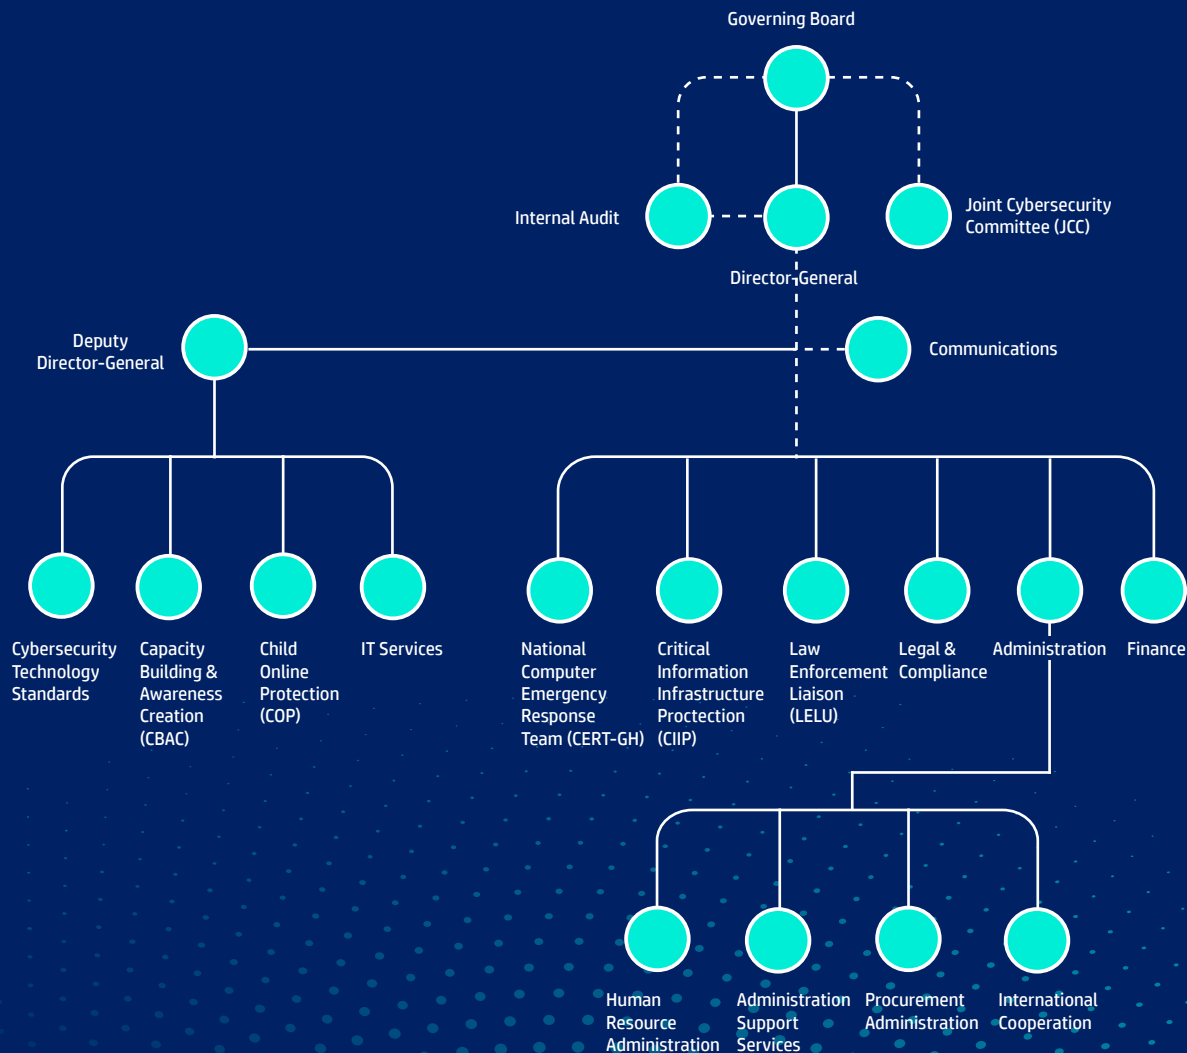 Governing Board
Internal Audit
Joint Cybersecurity
Committee (JCC)
Director-General
Deputy
Director-General
Communications
Cybersecurity
Technology
Standards
Capacity
Building &
Awareness
Creation
(CBAC)
Child
Online
Protection
(COP)
IT Services
National
Computer
Emergency
Response
Team (CERT-GH)
Critical
Information
Infrastructure
Proctection
(CIIP)
Law
Enforcement
Liaison
(LELU)
Legal &
Compliance
Administration
Finance
Human
Resource
Administration
Administration
Support
Services
Procurement
Administration
International
Cooperation